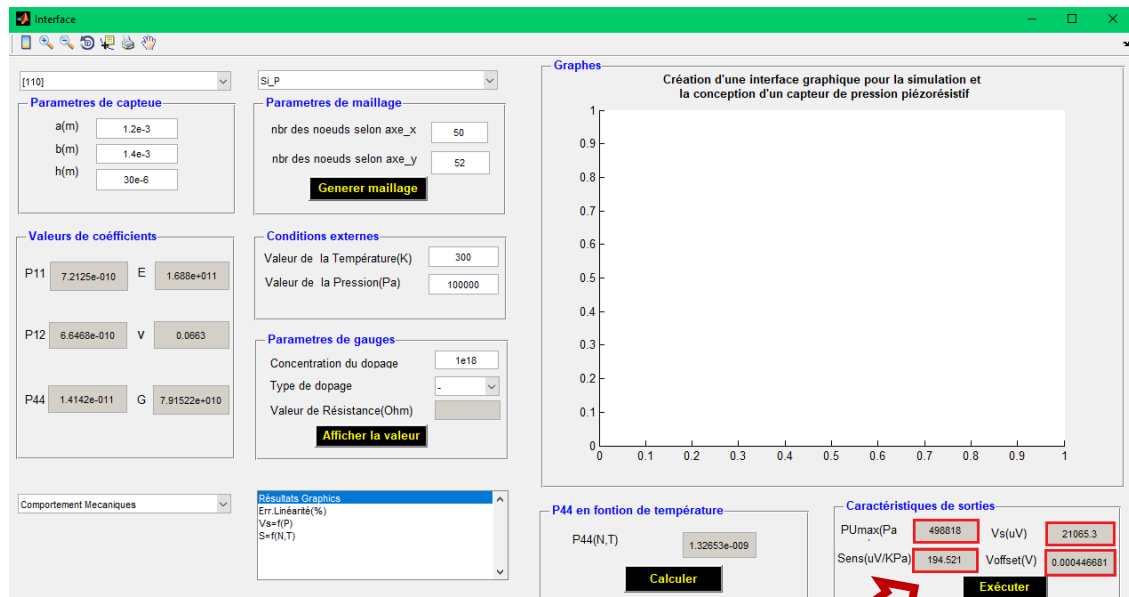 Interface
[110]
Si_P
Parametres de capteue
a(m) 1.2e-3
b(m) 1.4e-3
h(m) 30e-6
Parametres de maillage
nbr des noeuds selon axe_x 50
nbr des noeuds selon axe_y 52
Generer maillage
Valeurs de coéfficients
P11 7.2125e-010 E 1.688e+011
P12 6.6468e-010 V 0.0663
P44 1.4142e-011 G 7.91522e+010
Conditions externes
Valeur de la Température(K) 300
Valeur de la Pression(Pa) 100000
Parametres de gauges
Concentration du dopage 1e18
Type de dopage -
Valeur de Résistance(Ohm)
Afficher la valeur
Comportement Mecaniques
Résultats Graphics
Err.Linéarité(%)
Vs=f(P)
S=f(N,T)
Graphes
Création d'une interface graphique pour la simulation et
la conception d'un capteur de pression piézorésistif
1
0.9
0.8
0.7
0.6
0.5
0.4
0.3
0.2
0.1
0
0 0.1 0.2 0.3 0.4 0.5 0.6 0.7 0.8 0.9 1
P44 en fontion de température
P44(N,T) 1.32653e-009
Calculer
Caractéristiques de sorties
PUmax(Pa 498818 Vs(uV) 21065.3
Sens(uV/KPa) 194.521 Voffset(V) 0.000446681
Exécuter